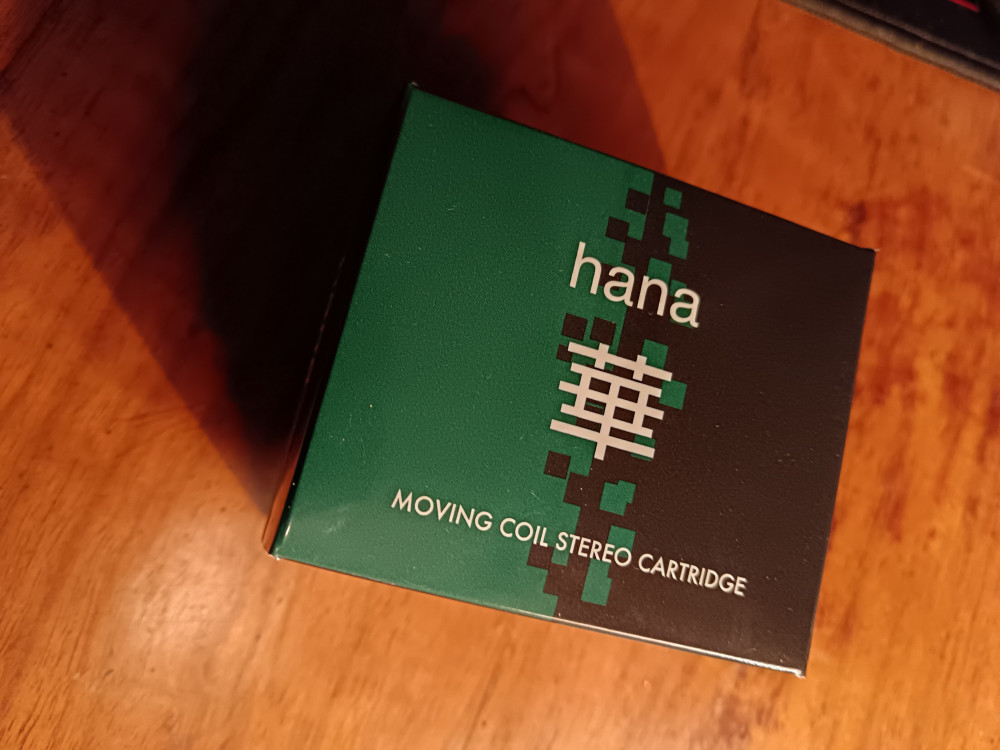 hana
華
MOVING COIL STEREO CARTRIDGE